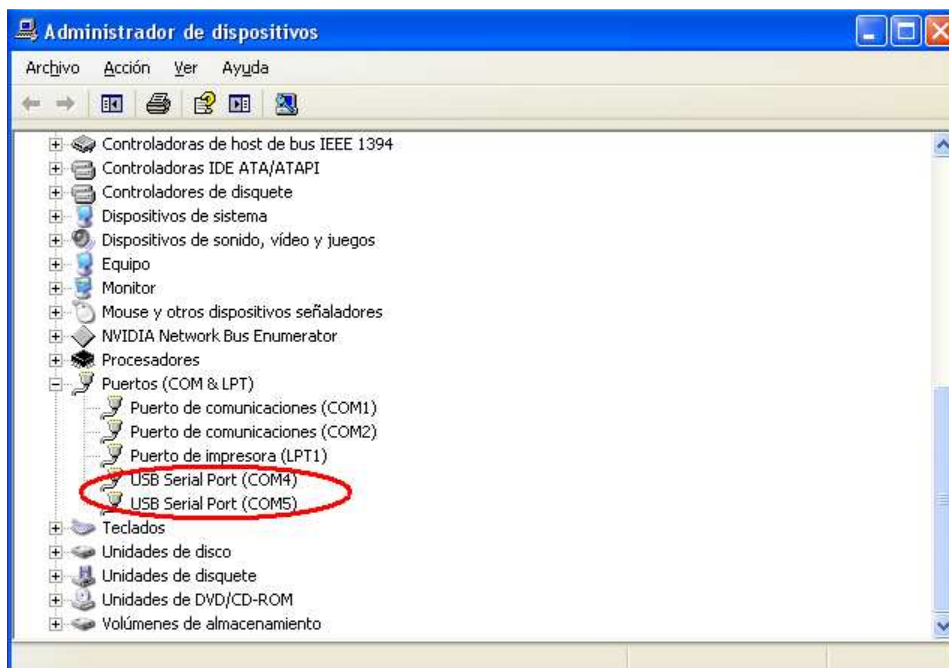 Administrador de dispositivos
Archivo Acción Ver Ayuda
Controladoras de host de bus IEEE 1394
Controladoras IDE ATA/ATAPI
Controladores de disquete
Dispositivos de sistema
Dispositivos de sonido, vídeo y juegos
Equipo
Monitor
Mouse y otros dispositivos señaladores
NVIDIA Network Bus Enumerator
Procesadores
Puertos (COM & LPT)
Puerto de comunicaciones (COM1)
Puerto de comunicaciones (COM2)
Puerto de impresora (LPT1)
USB Serial Port (COM4)
USB Serial Port (COM5)
Teclados
Unidades de disco
Unidades de disquete
Unidades de DVD/CD-ROM
Volúmenes de almacenamiento